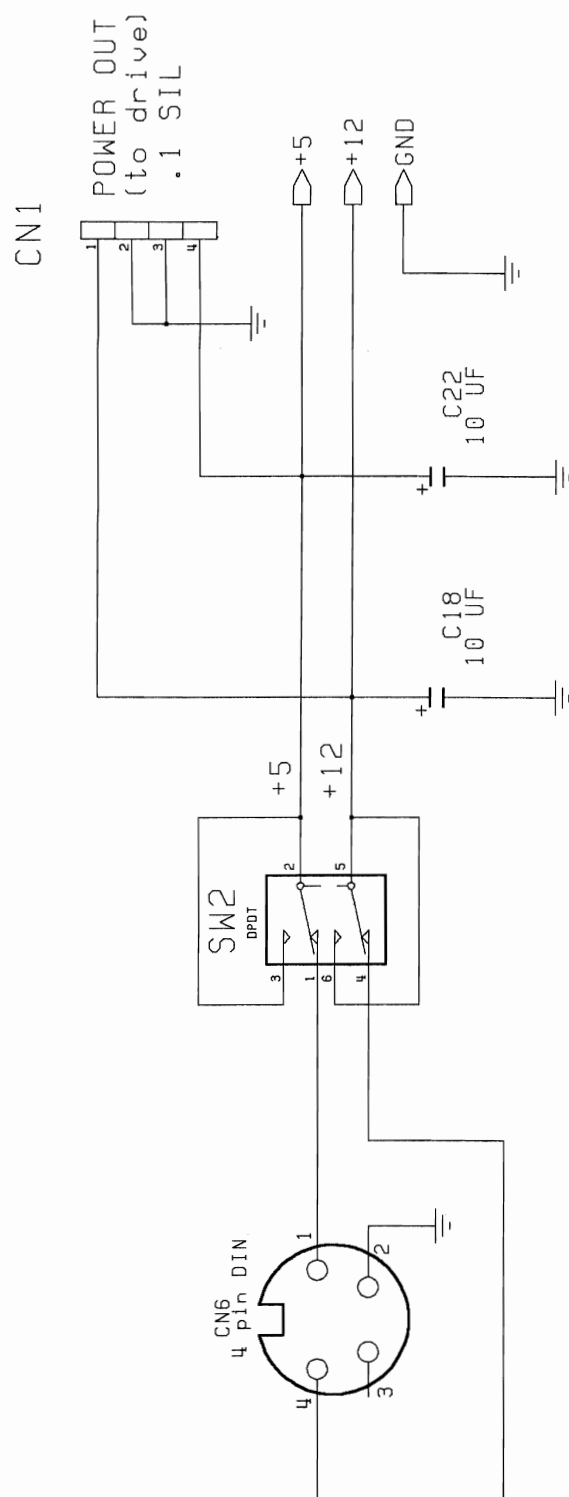 CN1
POWER OUT
(to drive)
.1 SIL
1
2
3
4
+5
+12
GND
C22
10 UF
+
C18
10 UF
+
+5
+12
SW2
DPDT
2
5
3
1
6
4
CN6
4 pin DIN
1
2
4
3